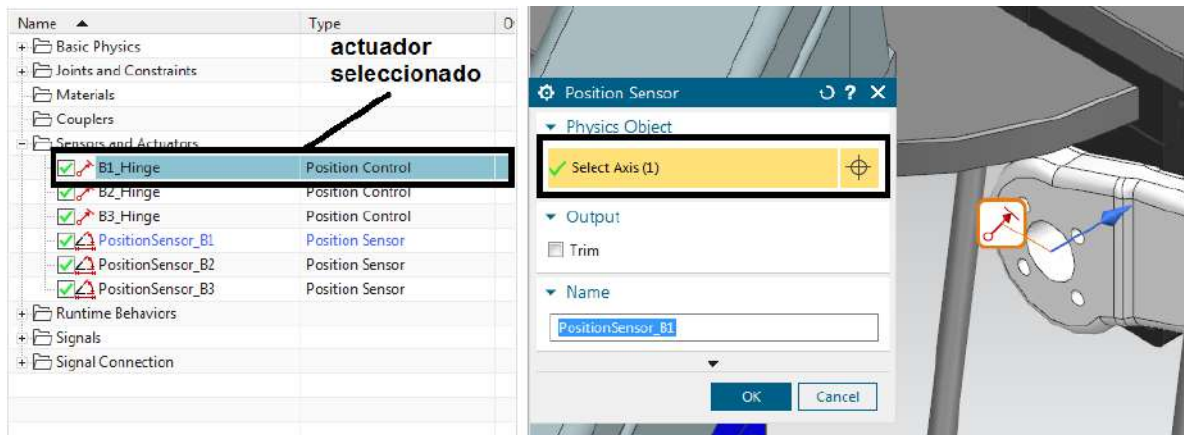 Name Type O
Basic Physics
actuador
seleccionado
Joints and Constraints
Materials
Couplers
Sensors and Actuators
B1_Hinge Position Control
B2_Hinge Position Control
B3_Hinge Position Control
PositionSensor_B1 Position Sensor
PositionSensor_B2 Position Sensor
PositionSensor_B3 Position Sensor
Runtime Behaviors
Signals
Signal Connection
Position Sensor
Physics Object
Select Axis (1)
Output
Trim
Name
PositionSensor_B1
OK Cancel